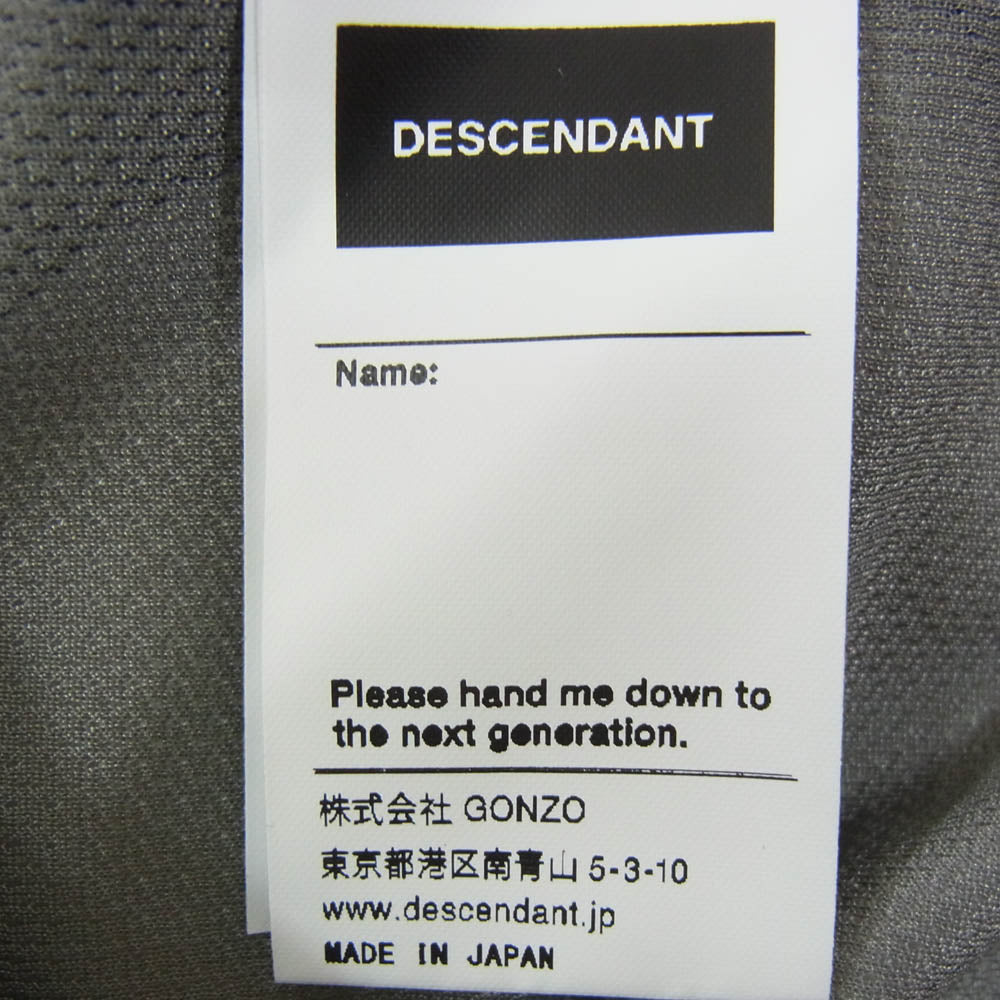 DESCENDANT
Name:
Please hand me down to
the next generation.
株式会社 GONZO
東京都港区南青山 5-3-10
www.descendant.jp
MADE IN JAPAN